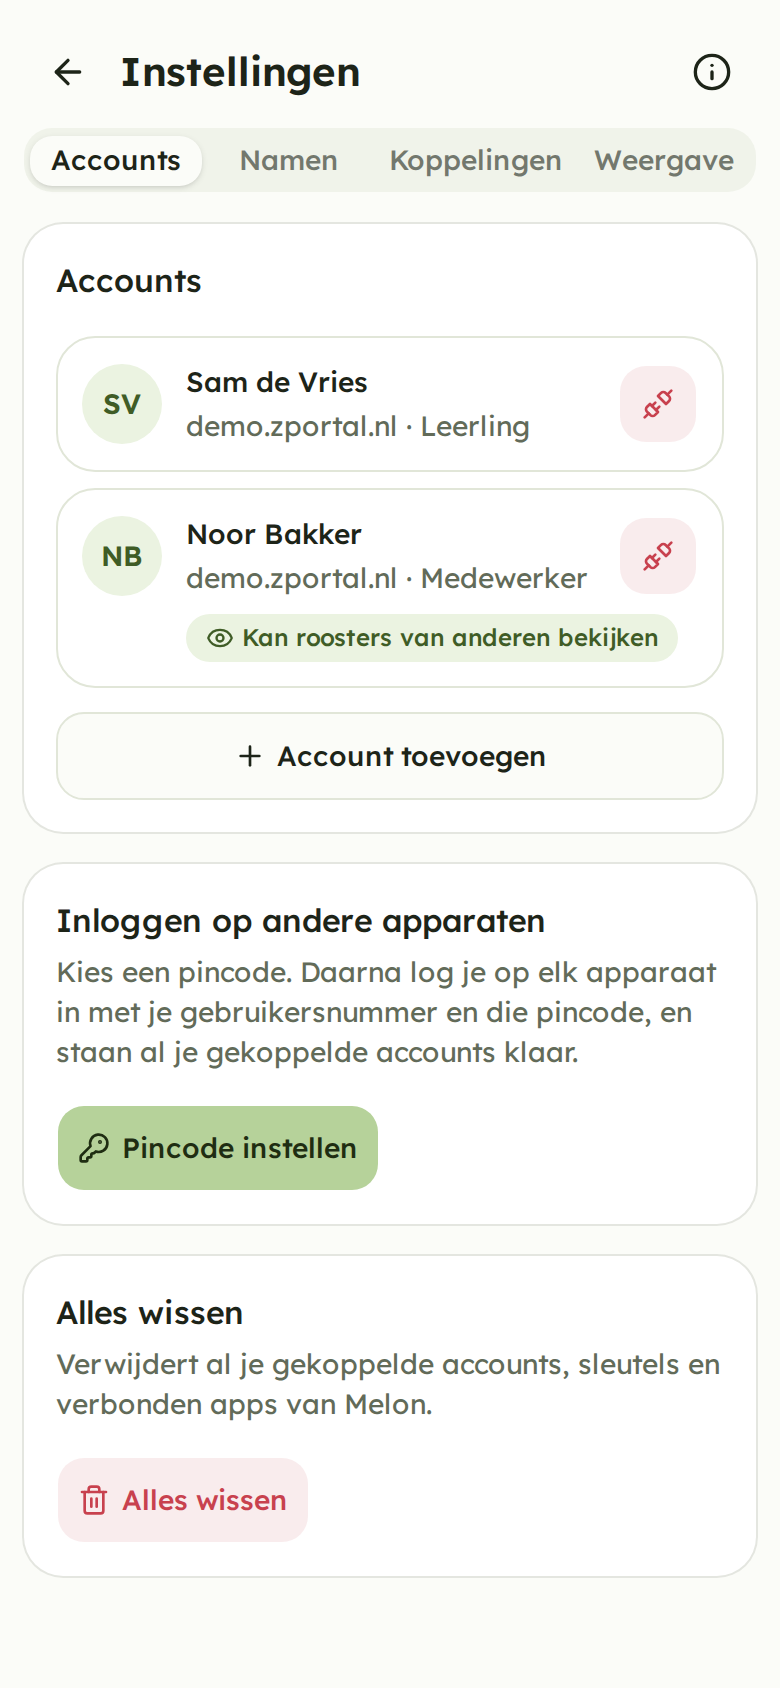 Instellingen
Accounts
Namen
Koppelingen
Weergave
Accounts
SV
Sam de Vries
demo.zportal.nl · Leerling
NB
Noor Bakker
demo.zportal.nl · Medewerker
Kan roosters van anderen bekijken
Account toevoegen
Inloggen op andere apparaten
Kies een pincode. Daarna log je op elk apparaat
in met je gebruikersnummer en die pincode, en
staan al je gekoppelde accounts klaar.
Pincode instellen
Alles wissen
Verwijdert al je gekoppelde accounts, sleutels en
verbonden apps van Melon.
Alles wissen